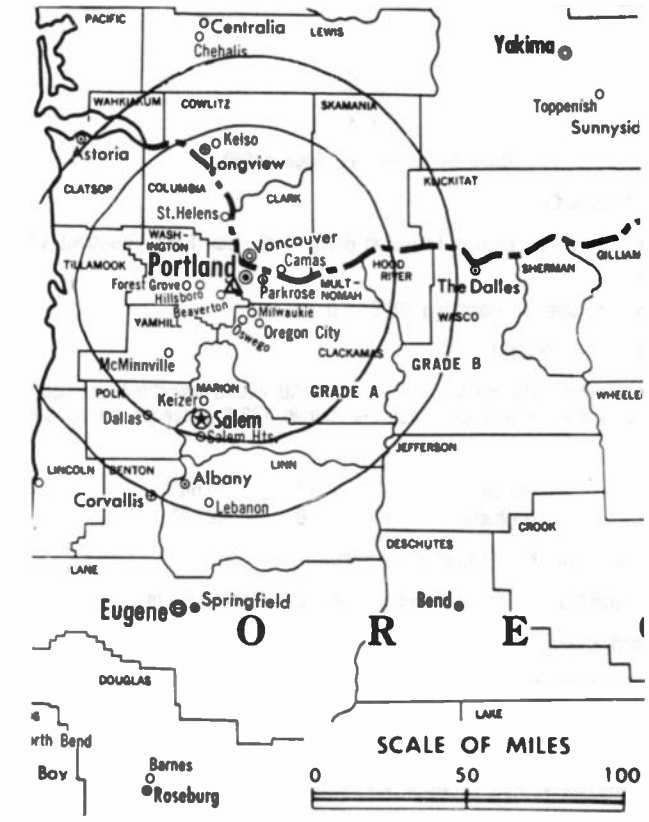 PACIFIC
Centralia
LEWIS
Chehalis
Yakima
Toppenish
Sunnysid
WAHKIAKUM
COWLITZ
SKAMANIA
Kelso
Astoria
Longview
KLICKITAT
CLATSOP
COLUMBIA
CLARK
St. Helens
WASH-
INGTON
Vancouver
TILLAMOOK
Portland
Camas
HOOD
RIVER
SHERMAN
GILLIAM
Forest Grove
Hillsboro
Parkrose
MULT-
NOMAH
The Dalles
Beaverton
Milwaukie
YAMHILL
Oswego
Oregon City
WASCO
McMinnville
CLACKAMAS
GRADE B
POLK
MARION
GRADE A
Keizer
WHEELE
Dallas
Salem
Salem Hts.
JEFFERSON
LINCOLN
BENTON
LINN
Albany
Corvallis
Lebanon
CROOK
DESCHUTES
LANE
Eugene
Springfield
Bend
O R E
DOUGLAS
LAKE
rth Bend
SCALE OF MILES
Bay
Barnes
0 50 100
Roseburg